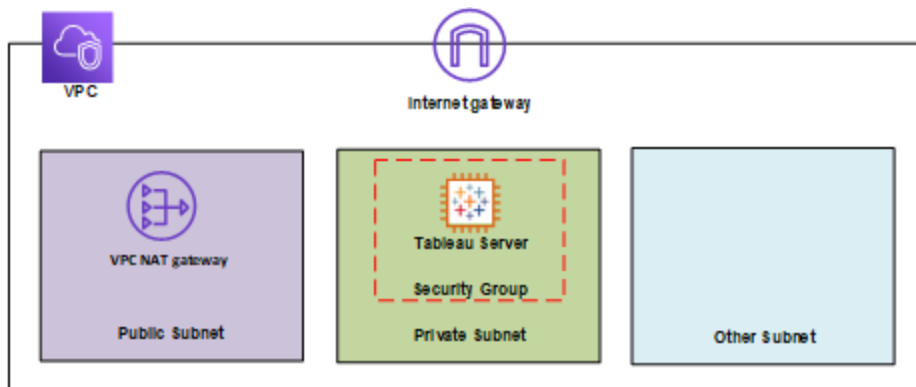 VPC
Internet gateway
VPC NAT gateway
Public Subnet
Tableau Server
Security Group
Private Subnet
Other Subnet